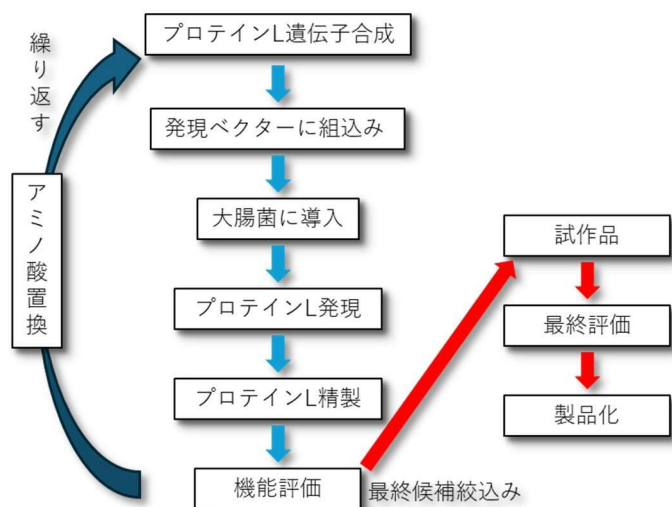 プロテインL遺伝子合成
繰り返す
発現ベクターに組込み
アミノ酸置換
大腸菌に導入
プロテインL発現
プロテインL精製
機能評価
最終候補絞込み
試作品
最終評価
製品化